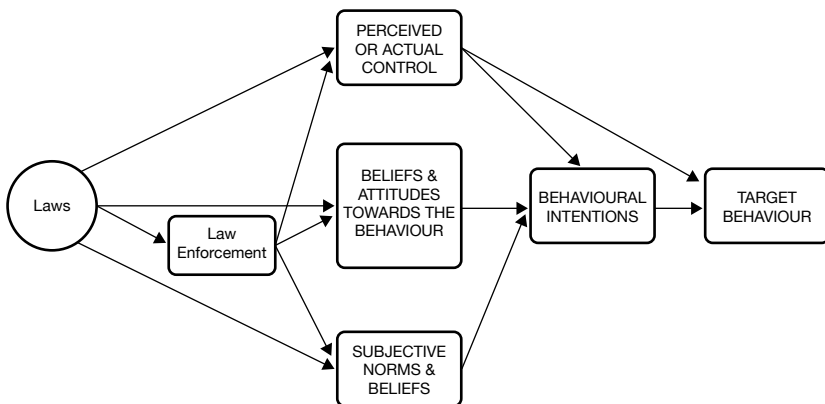 PERCEIVED
OR ACTUAL
CONTROL
Laws
Law
Enforcement
BELIEFS &
ATTITUDES
TOWARDS THE
BEHAVIOUR
BEHAVIOURAL
INTENTIONS
TARGET
BEHAVIOUR
SUBJECTIVE
NORMS &
BELIEFS